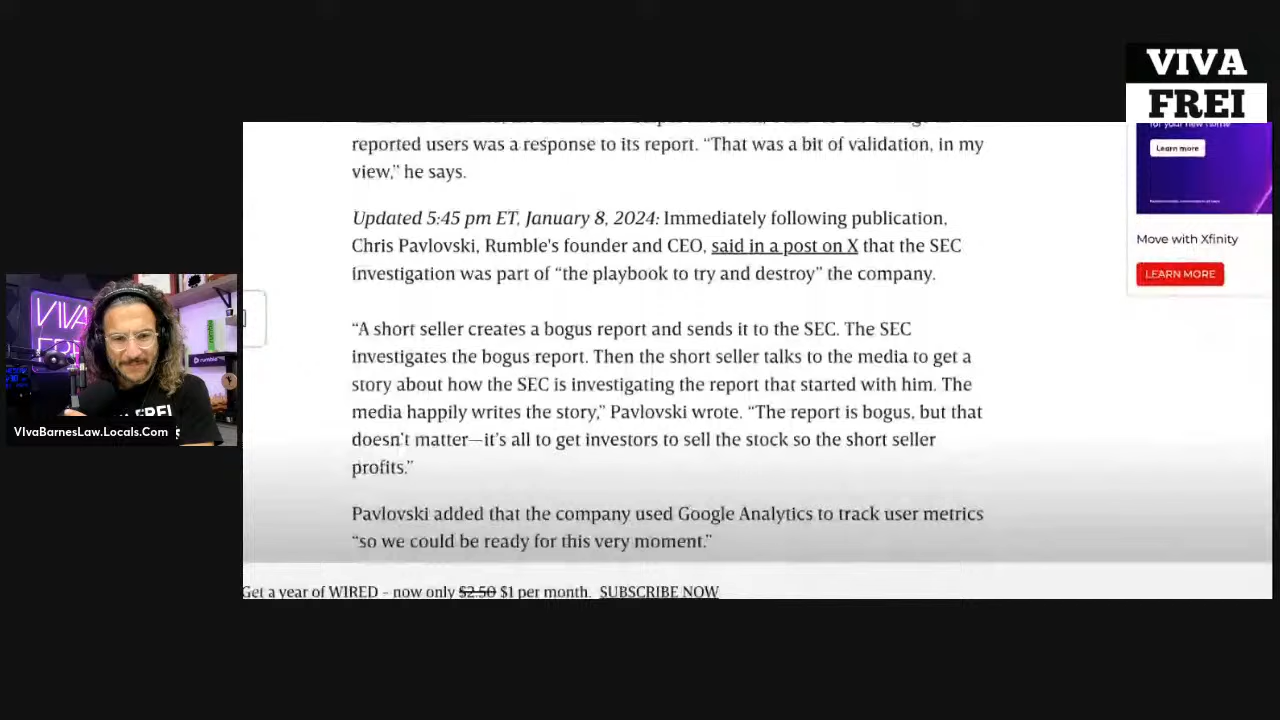 VIVA
FREI
for your new home
Learn more
reported users was a response to its report. “That was a bit of validation, in my
view,” he says.
Updated 5:45 pm ET, January 8, 2024: Immediately following publication,
Chris Pavlovski, Rumble's founder and CEO, said in a post on X that the SEC
investigation was part of “the playbook to try and destroy” the company.
Move with Xfinity
LEARN MORE
“A short seller creates a bogus report and sends it to the SEC. The SEC
investigates the bogus report. Then the short seller talks to the media to get a
story about how the SEC is investigating the report that started with him. The
media happily writes the story,” Pavlovski wrote. “The report is bogus, but that
doesn't matter—it's all to get investors to sell the stock so the short seller
profits.”
VIVA
FREI
rumble
VIvaBarnesLaw.Locals.Com
Pavlovski added that the company used Google Analytics to track user metrics
“so we could be ready for this very moment.”
Get a year of WIRED – now only $2.50 $1 per month. SUBSCRIBE NOW